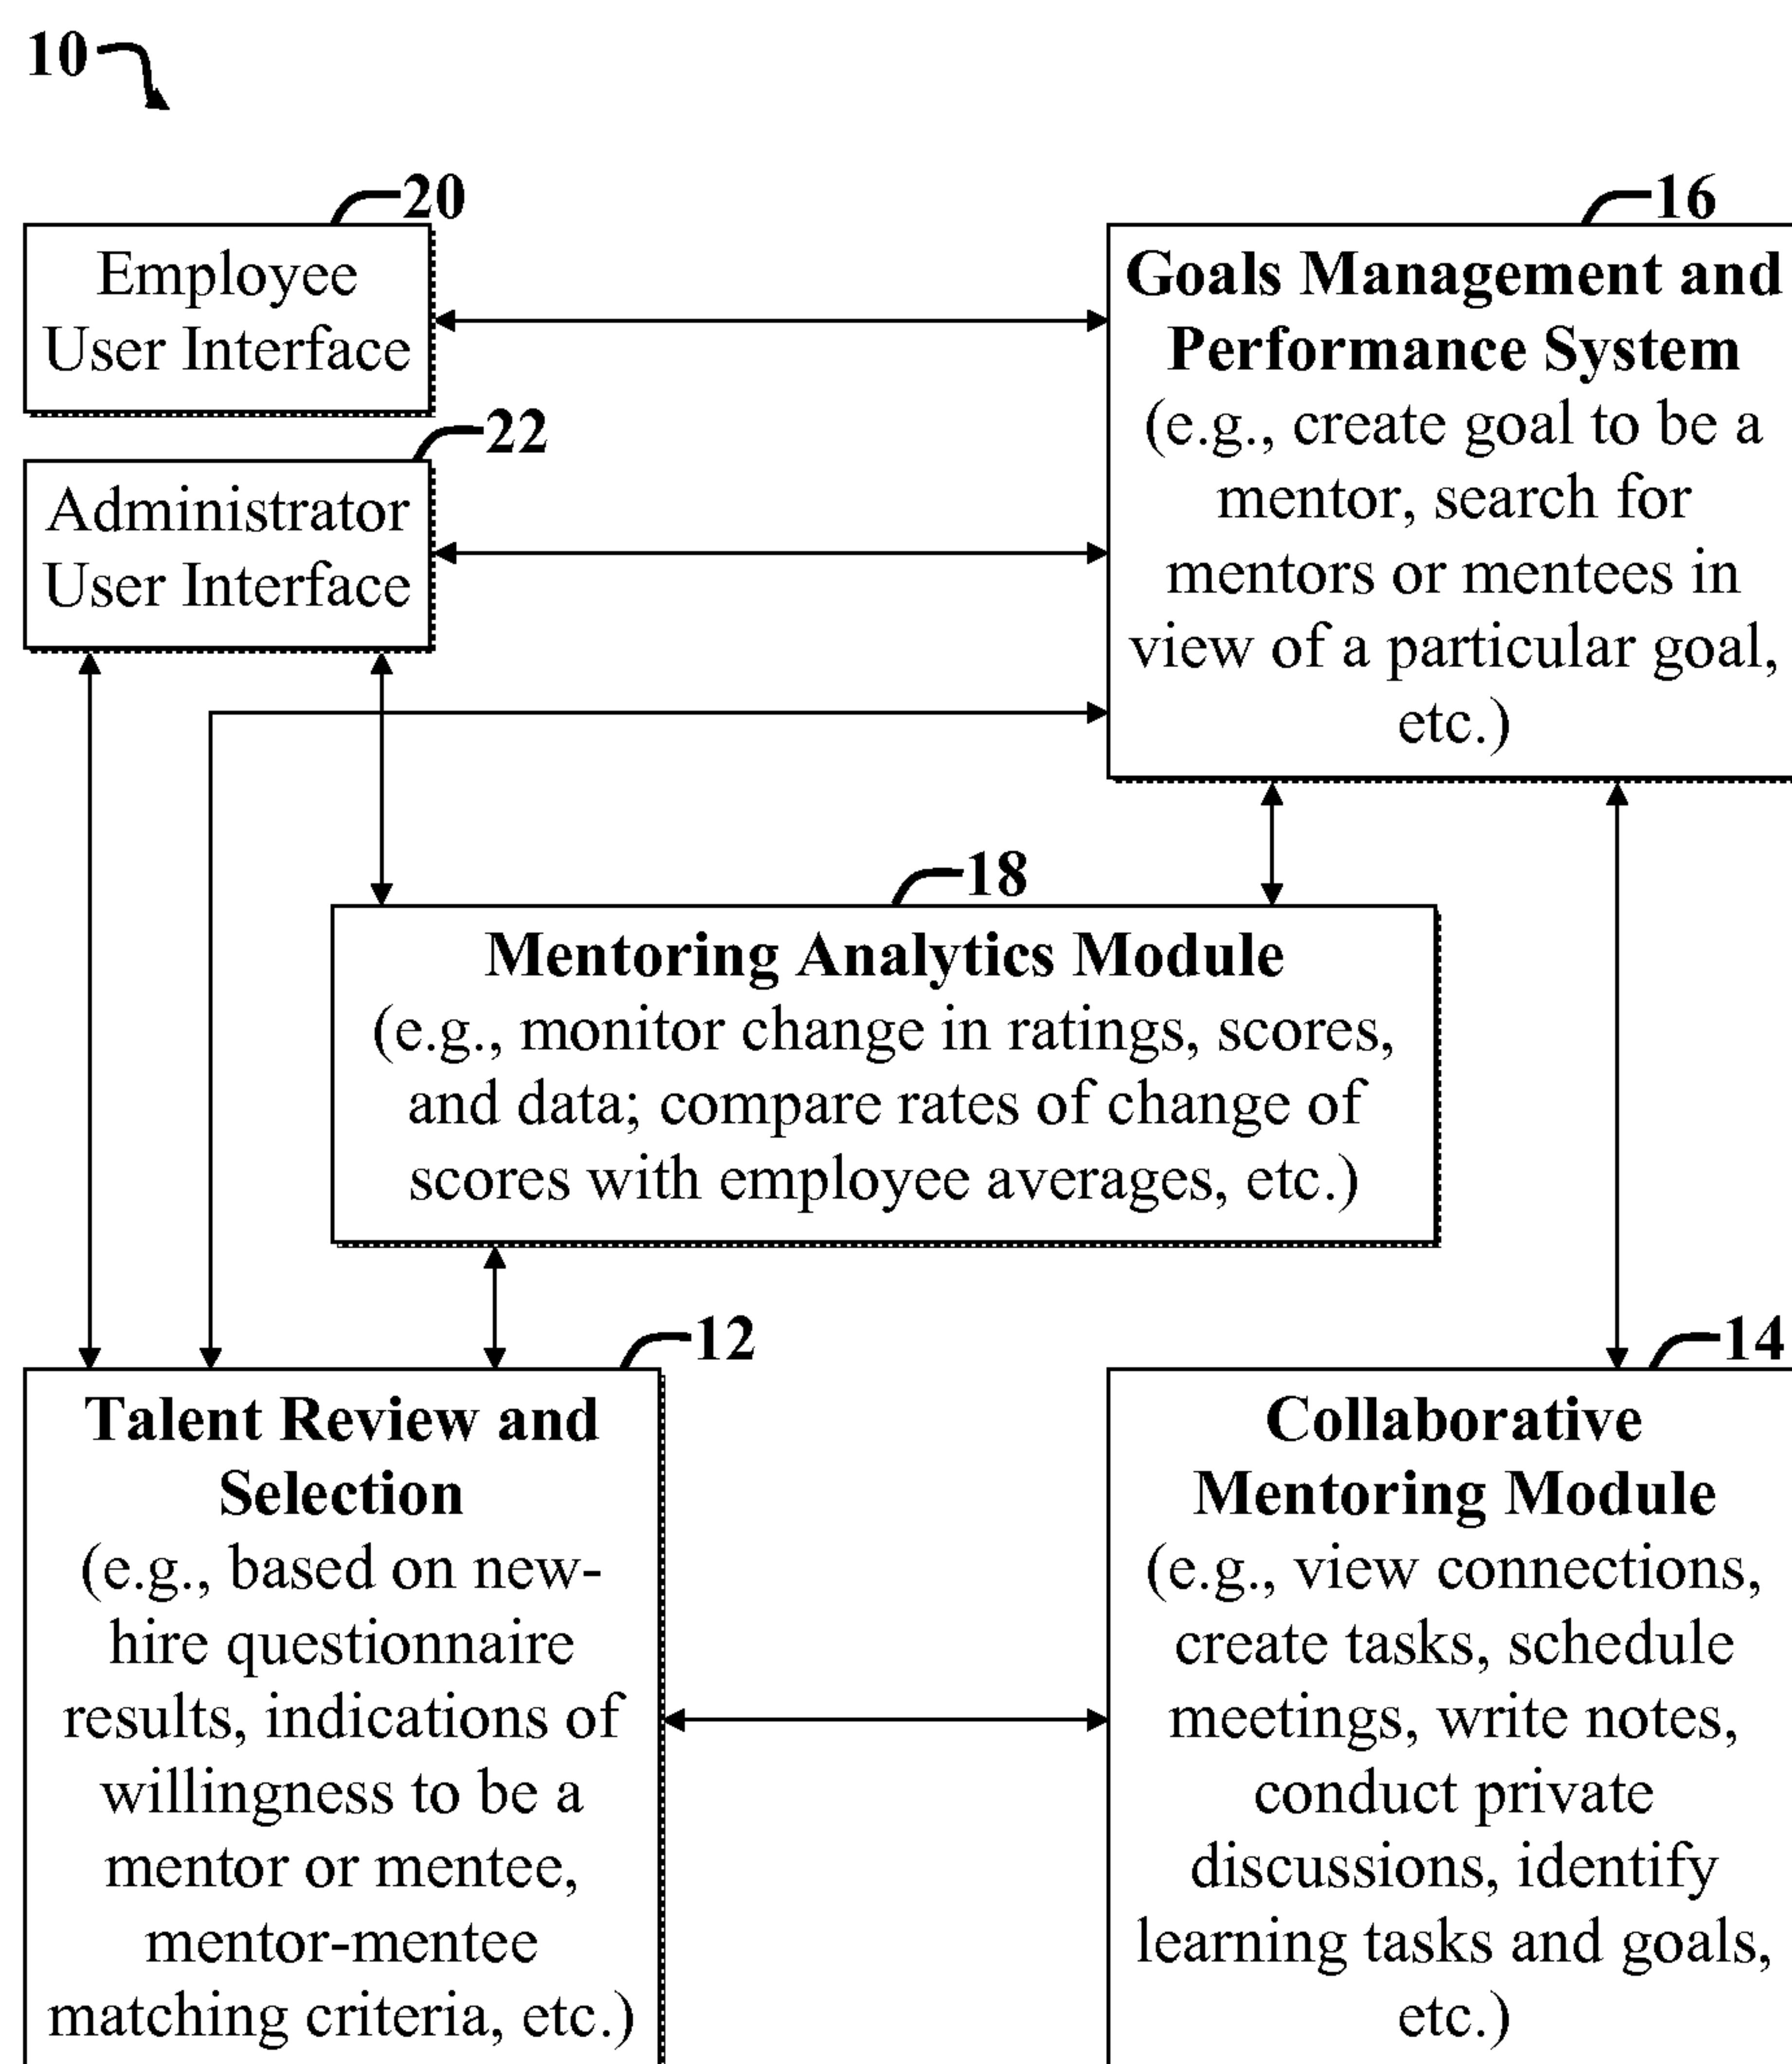 10
20
Employee
User Interface
22
Administrator
User Interface
16
Goals Management and
Performance System
(e.g., create goal to be a
mentor, search for
mentors or mentees in
view of a particular goal,
etc.)
18
Mentoring Analytics Module
(e.g., monitor change in ratings, scores,
and data; compare rates of change of
scores with employee averages, etc.)
12
Talent Review and
Selection
(e.g., based on new-
hire questionnaire
results, indications of
willingness to be a
mentor or mentee,
mentor-mentee
matching criteria, etc.)
14
Collaborative
Mentoring Module
(e.g., view connections,
create tasks, schedule
meetings, write notes,
conduct private
discussions, identify
learning tasks and goals,
etc.)